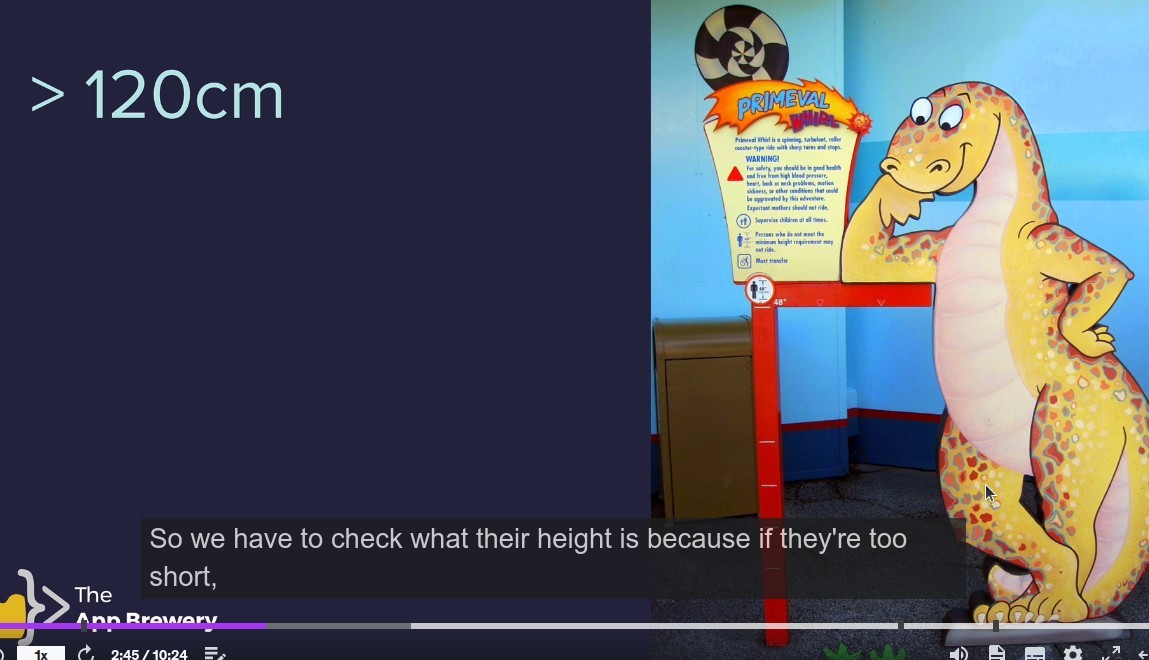 > 120cm
PRIMEVAL
WHIRL
Primeval Whirl is a spinning, turbulent, roller
coaster-type ride with sharp turns and stops.
WARNING!
For safety, you should be in good health
and free from high blood pressure,
heart, back or neck problems, motion
sickness, or other conditions that could
be aggravated by this adventure.
Expectant mothers should not ride.
Supervise children at all times.
Persons who do not meet the
minimum height requirement may
not ride.
Must transfer
48"
48"
So we have to check what their height is because if they're too
short,
The
App Brewery
1x
2:45 / 10:24